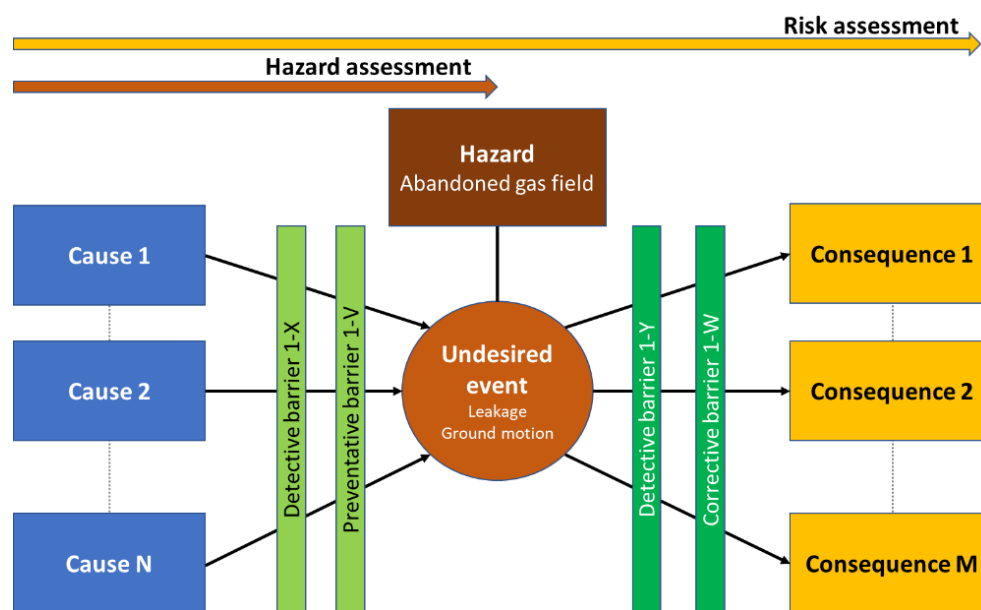 Risk assessment
Hazard assessment
Hazard
Abandoned gas field
Cause 1
Cause 2
Cause N
Detective barrier 1-X
Preventative barrier 1-V
Undesired
event
Leakage
Ground motion
Detective barrier 1-Y
Corrective barrier 1-W
Consequence 1
Consequence 2
Consequence M